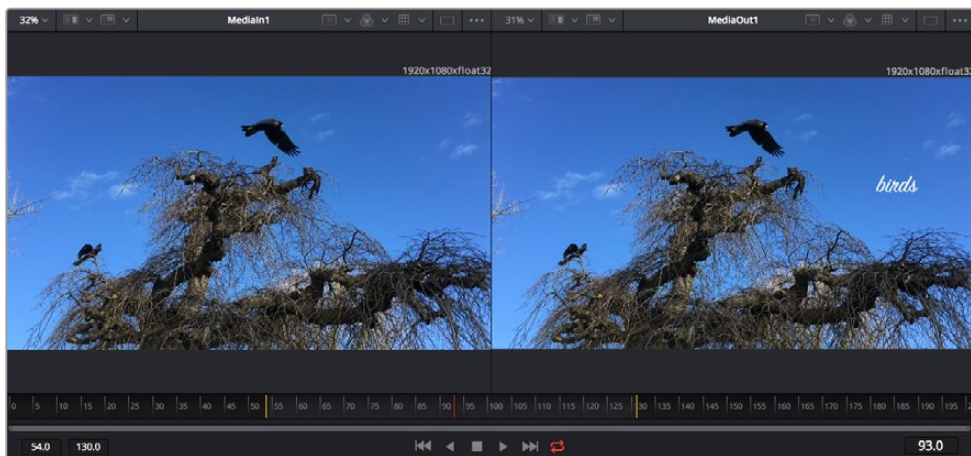 32% MediaIn1 31% MediaOut1
1920x1080xfloat32 1920x1080xfloat32
birds
0 5 10 15 20 25 30 35 40 45 50 55 60 65 70 75 80 85 90 95 100 105 110 115 120 125 30 135 140 145 150 155 160 165 170 175 180 185 190 195
54.0 130.0 93.0